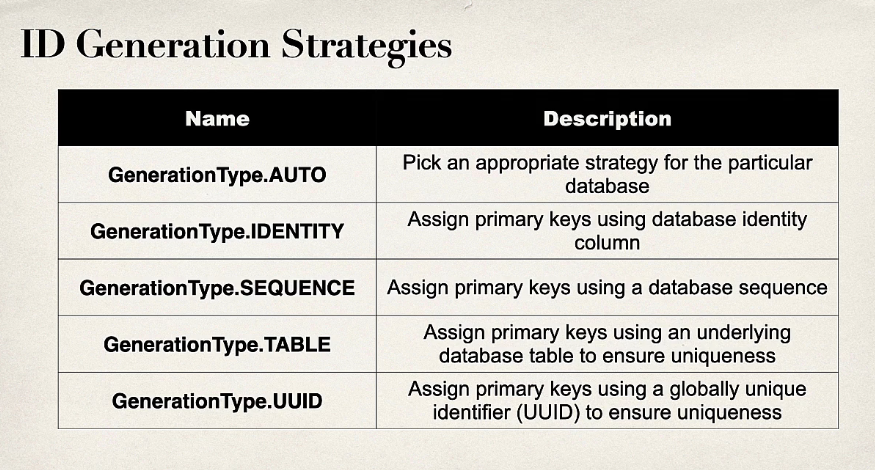 ID Generation Strategies
Name
Description
GenerationType.AUTO
Pick an appropriate strategy for the particular
database
GenerationType.IDENTITY
Assign primary keys using database identity
column
GenerationType.SEQUENCE
Assign primary keys using a database sequence
GenerationType.TABLE
Assign primary keys using an underlying
database table to ensure uniqueness
GenerationType.UUID
Assign primary keys using a globally unique
identifier (UUID) to ensure uniqueness